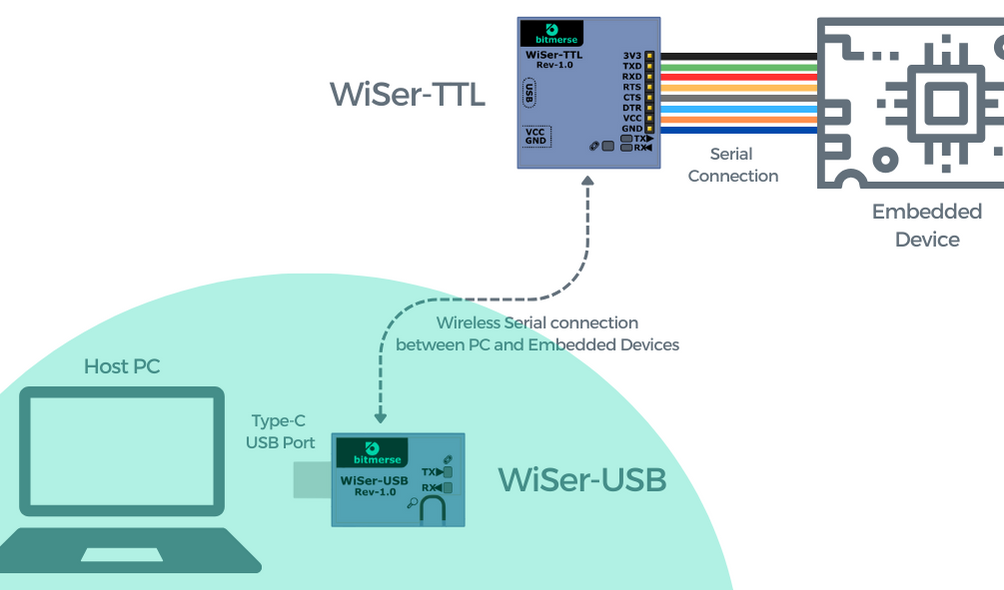 bitmerse
WiSer-TTL
Rev-1.0
USB
VCC
GND
3V3
TXD
RXD
RTS
CTS
DTR
VCC
GND
TX
RX
WiSer-TTL
Serial
Connection
Embedded
Device
Wireless Serial connection
between PC and Embedded Devices
Host PC
Type-C
USB Port
bitmerse
WiSer-USB
Rev-1.0
TX
RX
WiSer-USB